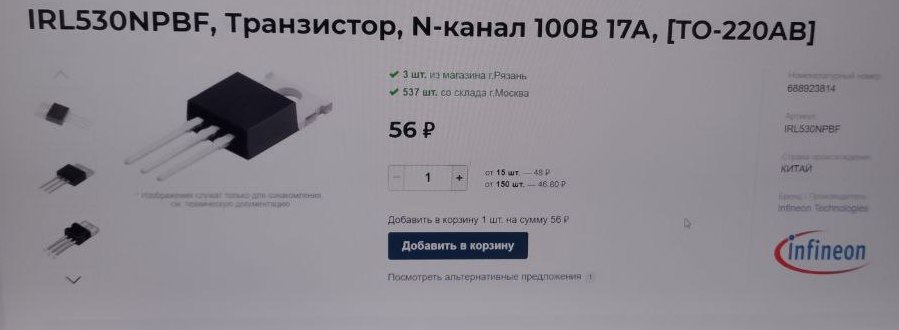 IRL530NPBF, Транзистор, N-канал 100В 17А, [TO-220AB]
3 шт. из магазина г.Рязань
537 шт. со склада г.Москва
56 ₽
− 1 +
от 15 шт. — 48 ₽
от 150 шт. — 46.60 ₽
* Изображения служат только для ознакомления,
см. техническую документацию
Добавить в корзину 1 шт. на сумму 56 ₽
Добавить в корзину
Посмотреть альтернативные предложения 1
Номенклатурный номер
688923814
Артикул
IRL530NPBF
Страна происхождения
КИТАЙ
Бренд / Производитель
Infineon Technologies
infineon